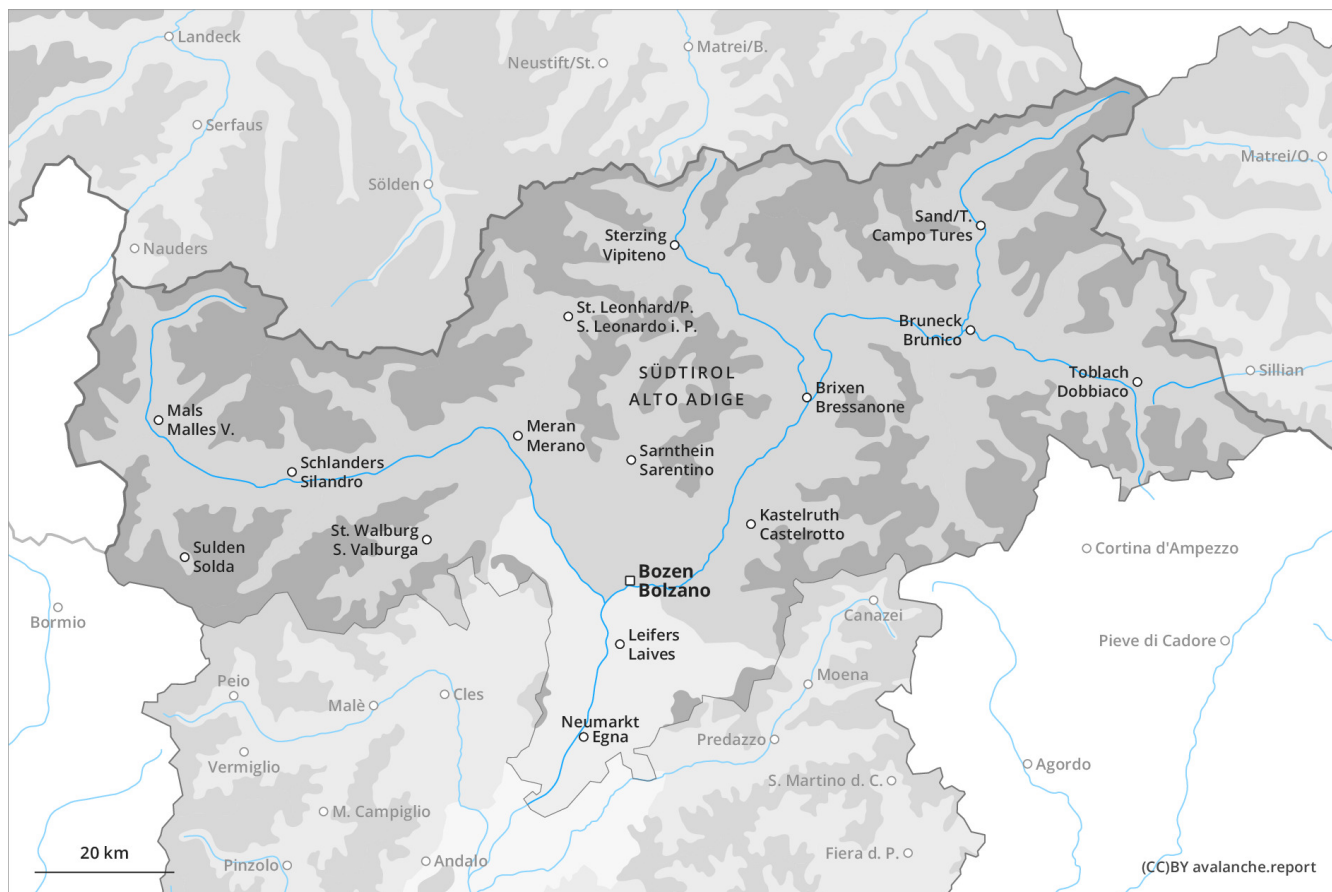 Landeck
Matrei/B.
Neustift/St.
Serfaus
Matrei/O.
Sölden
Sand/T.
Campo Tures
Nauders
Sterzing
Vipiteno
St. Leonhard/P.
S. Leonardo i. P.
Bruneck
Brunico
SÜDTIROL
ALTO ADIGE
Toblach
Dobbiaco
Sillian
Brixen
Bressanone
Mals
Malles V.
Meran
Merano
Sarnthein
Sarentino
Schlanders
Silandro
Kastelruth
Castelrotto
St. Walburg
S. Valburga
Sulden
Solda
Cortina d'Ampezzo
Bozen
Bolzano
Bormio
Canazei
Leifers
Laives
Pieve di Cadore
Peio
Moena
Malè
Cles
Neumarkt
Egna
Predazzo
Vermiglio
Agordo
S. Martino d. C.
M. Campiglio
20 km
Pinzolo
Andalo
Fiera d. P.
(CC)BY avalanche.report